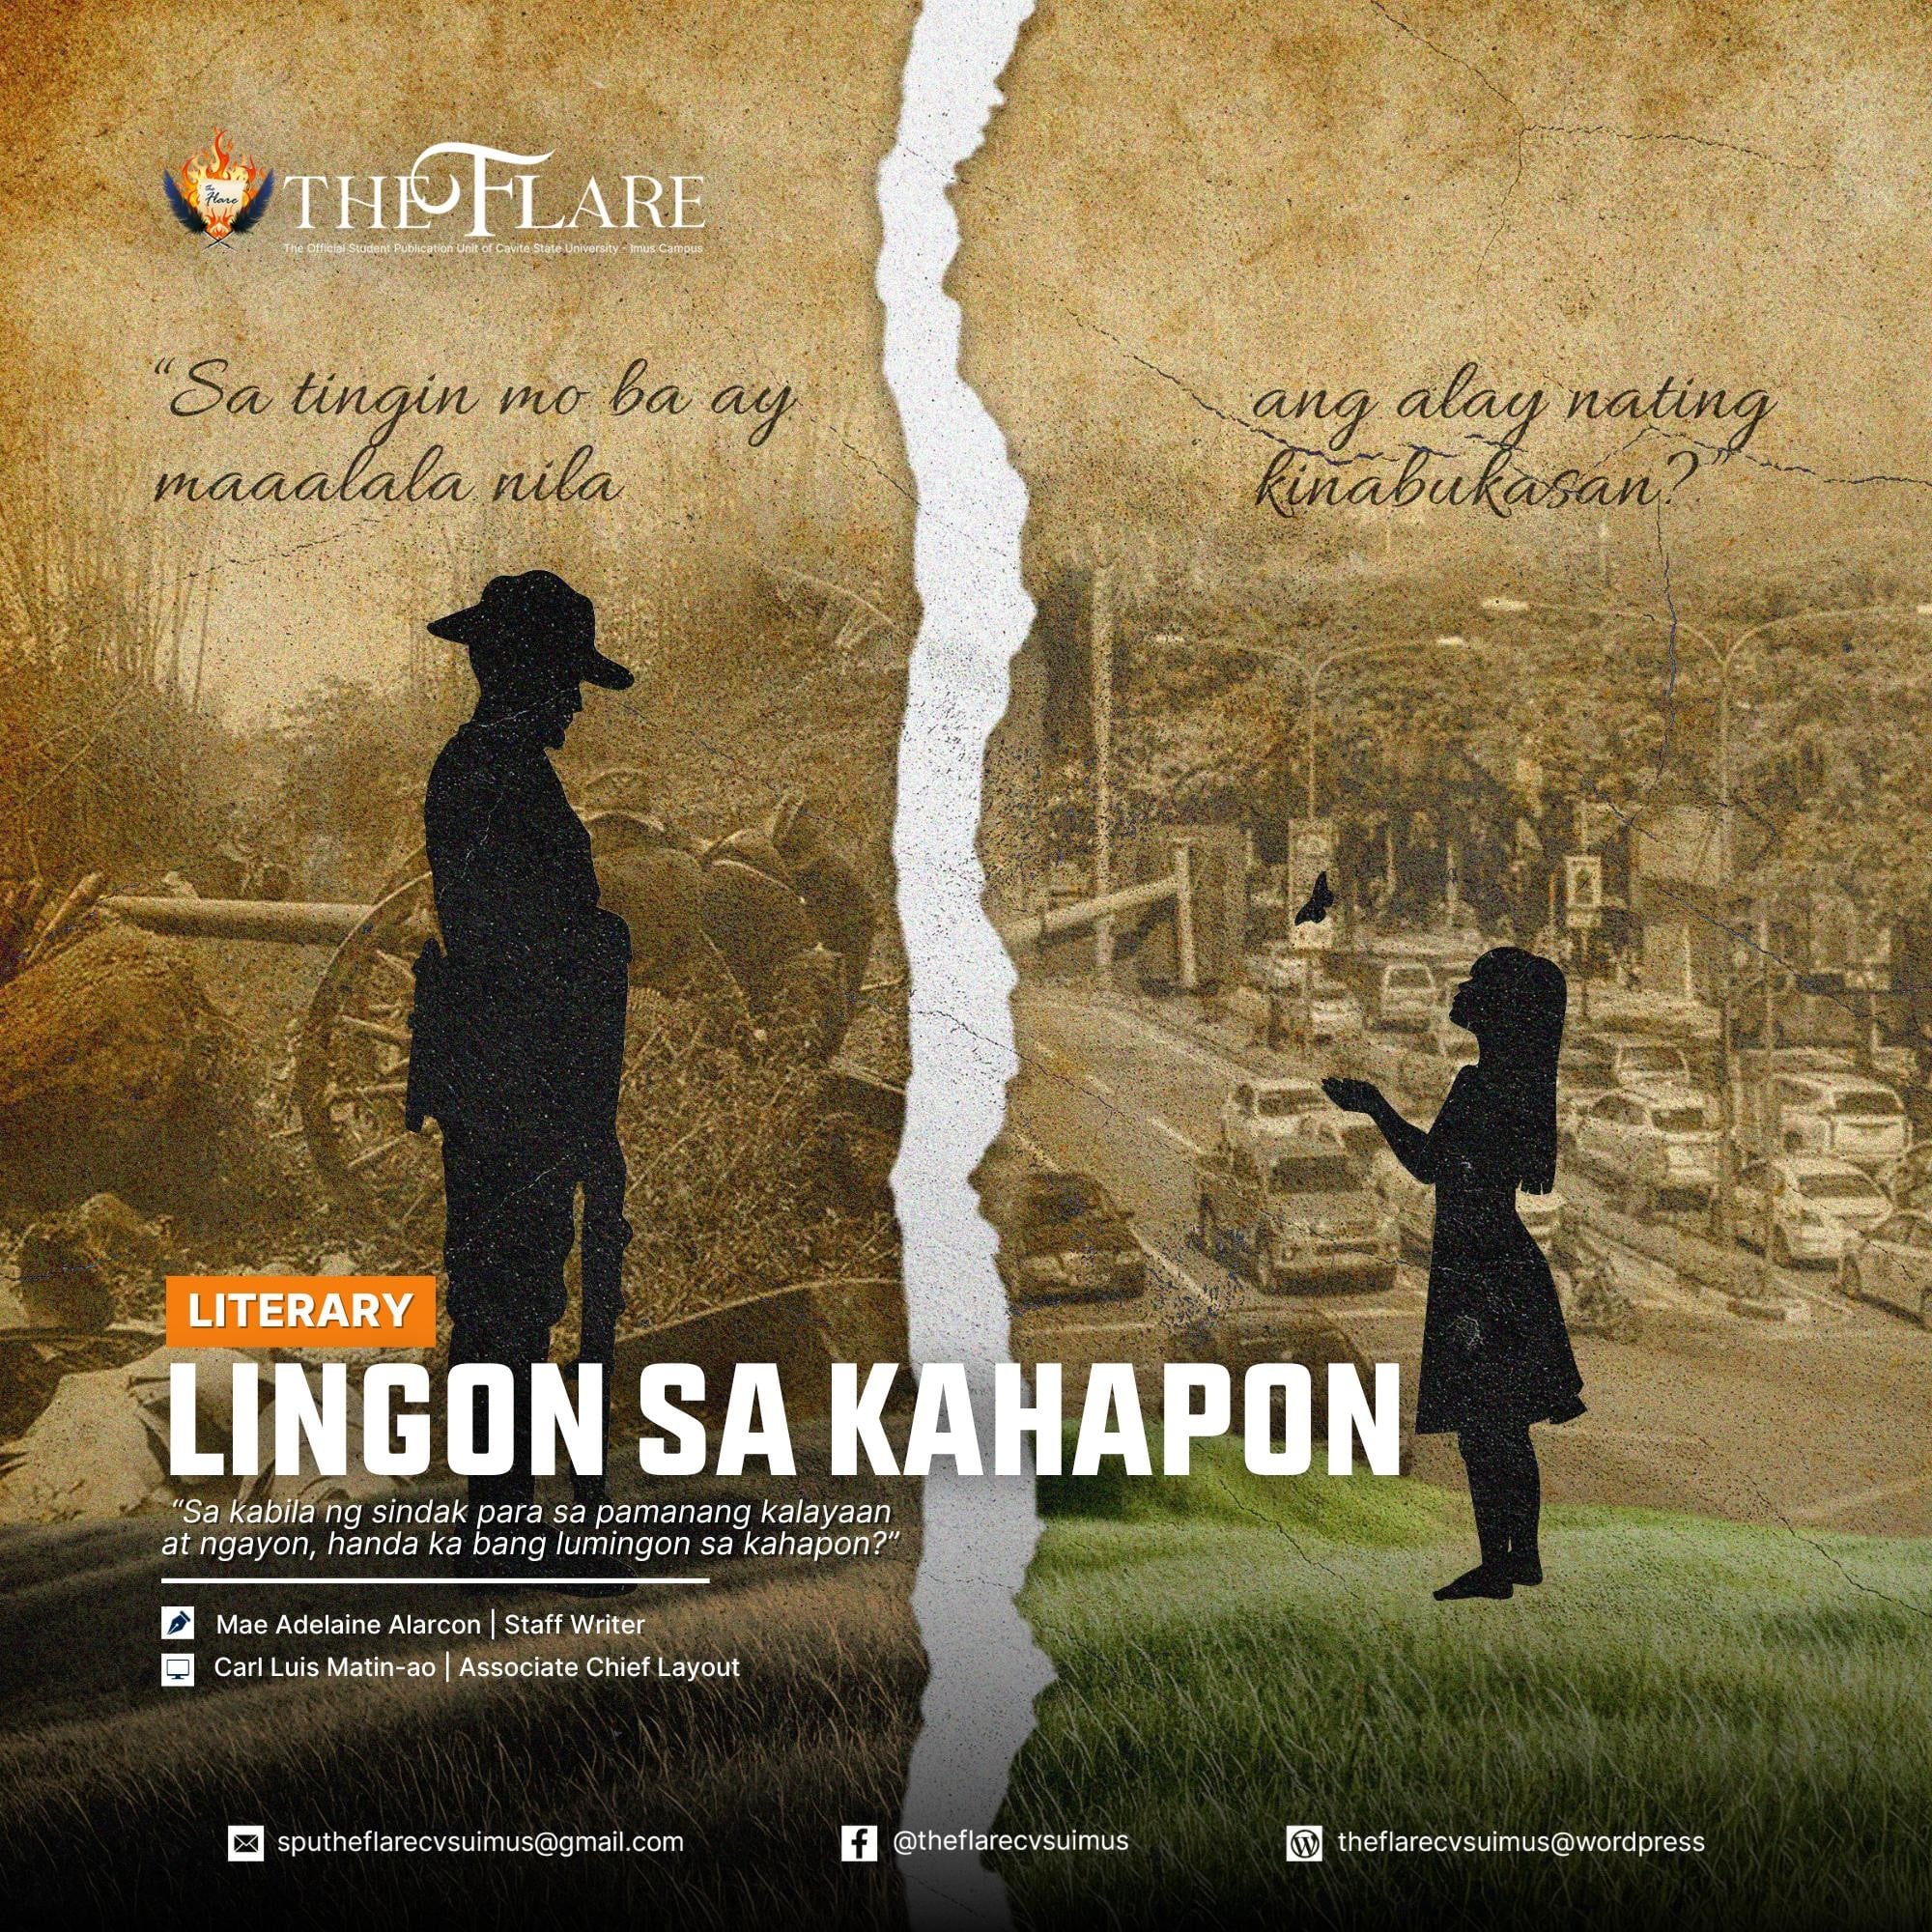 the Flare
THE FLARE
The Official Student Publication Unit of Cavite State University - Imus Campus
“Sa tingin mo ba ay
maaalala nila
ang alay nating
kinabukasan?”
LITERARY
LINGON SA KAHAPON
“Sa kabila ng sindak para sa pamanang kalayaan
at ngayon, handa ka bang lumingon sa kahapon?”
Mae Adelaine Alarcon | Staff Writer
Carl Luis Matin-ao | Associate Chief Layout
sputheflarecvsuimus@gmail.com
@theflarecvsuimus
theflarecvsuimus@wordpress